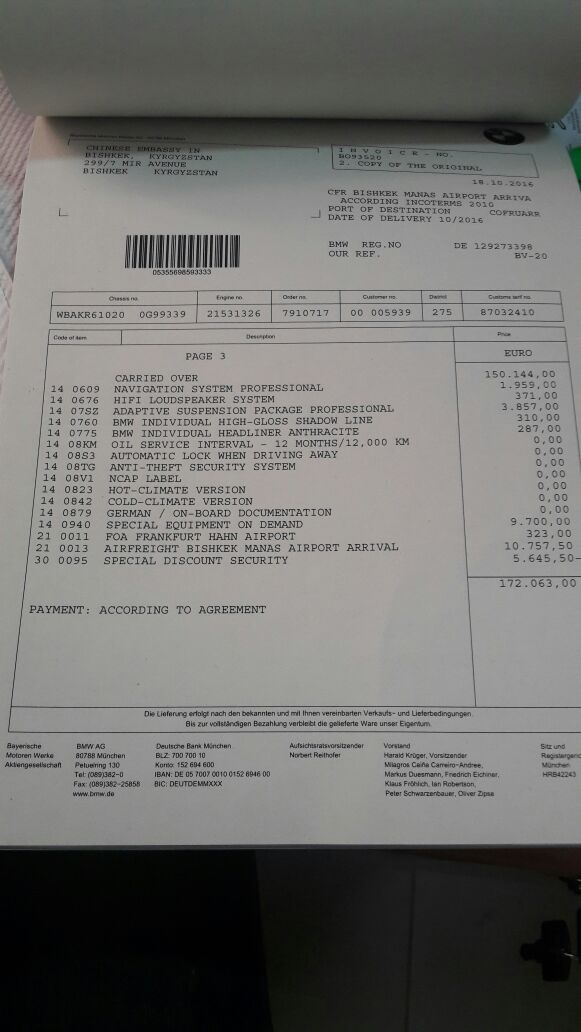 CHINESE EMBASSY IN
BISHKEK, KYRGYZSTAN
299/7 MIR AVENUE
BISHKEK KYRGYZSTAN
INVOICE-NO.
B093520
2. COPY OF THE ORIGINAL
18.10.2016
CFR BISHKEK MANAS AIRPORT ARRIVA
ACCORDING INCOTERMS 2010
PORT OF DESTINATION COFRUARR
DATE OF DELIVERY 10/2016
05355698593333
BMW REG.NO DE 129273398
OUR REF. BV-20
Chassis no. Engine no. Order no. Customer no. District Customs tarif no.
WBAKR61020 0G99339 21531326 7910717 00 005939 275 87032410
Code of item Description Price
PAGE 3 EURO
CARRIED OVER 150.144,00
14 0609 NAVIGATION SYSTEM PROFESSIONAL 1.959,00
14 0676 HIFI LOUDSPEAKER SYSTEM 371,00
14 07SZ ADAPTIVE SUSPENSION PACKAGE PROFESSIONAL 3.857,00
14 0760 BMW INDIVIDUAL HIGH-GLOSS SHADOW LINE 310,00
14 0775 BMW INDIVIDUAL HEADLINER ANTHRACITE 287,00
14 08KM OIL SERVICE INTERVAL - 12 MONTHS/12,000 KM 0,00
14 08S3 AUTOMATIC LOCK WHEN DRIVING AWAY 0,00
14 08TG ANTI-THEFT SECURITY SYSTEM 0,00
14 08V1 NCAP LABEL 0,00
14 0823 HOT-CLIMATE VERSION 0,00
14 0842 COLD-CLIMATE VERSION 0,00
14 0879 GERMAN / ON-BOARD DOCUMENTATION 0,00
14 0940 SPECIAL EQUIPMENT ON DEMAND 9.700,00
21 0011 FOA FRANKFURT HAHN AIRPORT 323,00
21 0013 AIRFREIGHT BISHKEK MANAS AIRPORT ARRIVAL 10.757,50
30 0095 SPECIAL DISCOUNT SECURITY 5.645,50-
172.063,00
PAYMENT: ACCORDING TO AGREEMENT
Die Lieferung erfolgt nach den bekannten und mit Ihnen vereinbarten Verkaufs- und Lieferbedingungen.
Bis zur vollständigen Bezahlung verbleibt die gelieferte Ware unser Eigentum.
Bayerische
Motoren Werke
Aktiengesellschaft
BMW AG
80788 München
Petuelring 130
Tel: (089)382-0
Fax: (089)382-25858
www.bmw.de
Deutsche Bank München
BLZ: 700 700 10
Konto: 152 694 600
IBAN: DE 05 7007 0010 0152 6946 00
BIC: DEUTDEMMXXX
Aufsichtsratsvorsitzender
Norbert Reithofer
Vorstand
Harald Krüger, Vorsitzender
Milagros Caiña Carreiro-Andree,
Markus Duesmann, Friedrich Eichiner,
Klaus Fröhlich, Ian Robertson,
Peter Schwarzenbauer, Oliver Zipse
Sitz und
Registergeric
München
HRB42243